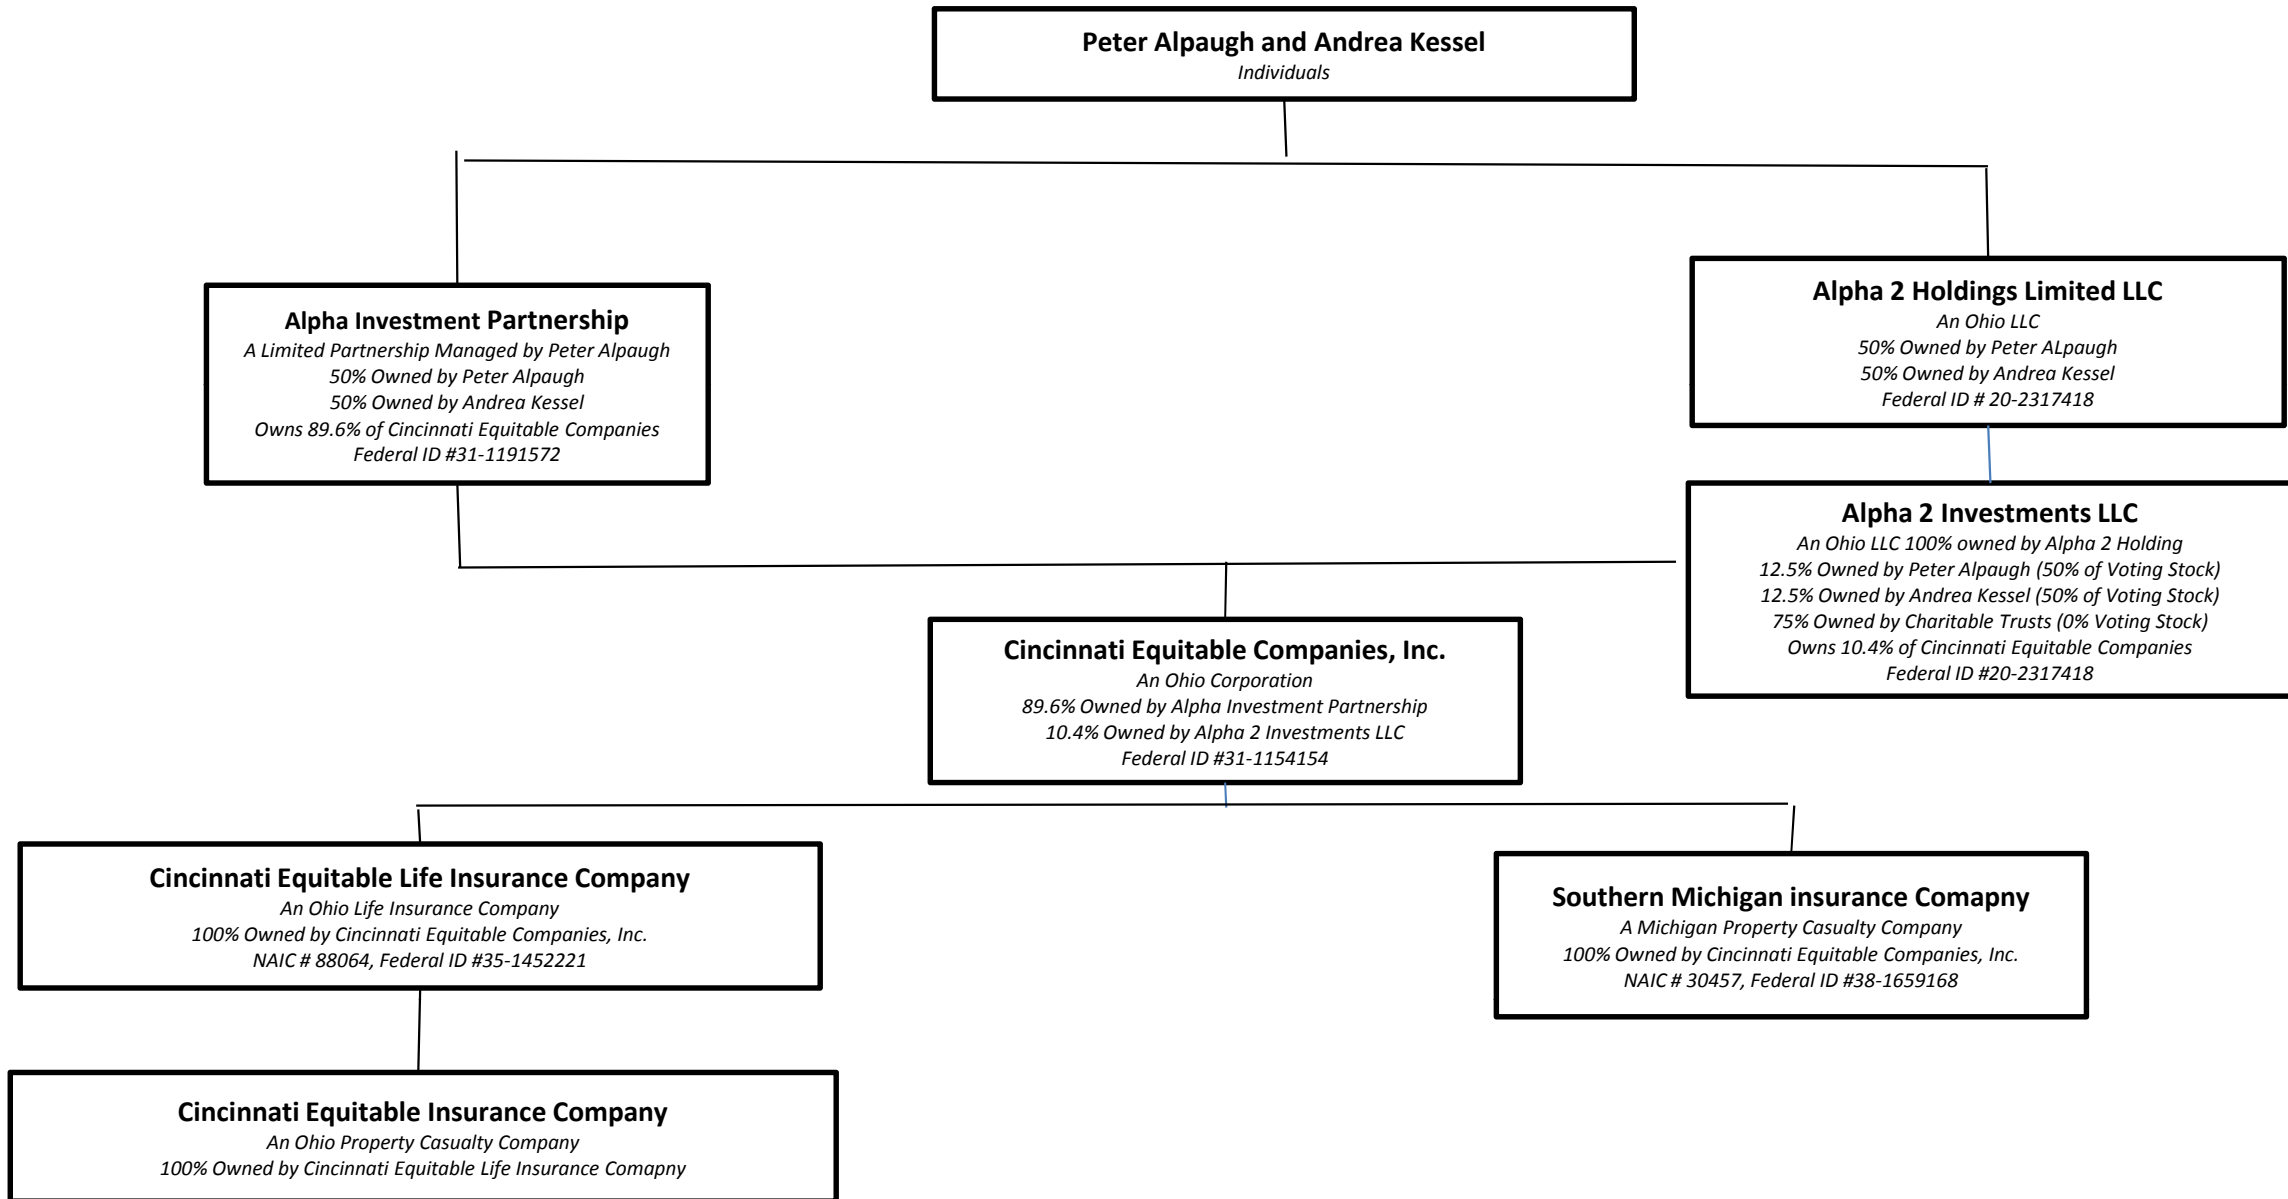 Peter Alpaugh and Andrea Kessel
Individuals
Alpha Investment Partnership
A Limited Partnership Managed by Peter Alpaugh
50% Owned by Peter Alpaugh
50% Owned by Andrea Kessel
Owns 89.6% of Cincinnati Equitable Companies
Federal ID #31-1191572
Alpha 2 Holdings Limited LLC
An Ohio LLC
50% Owned by Peter ALpaugh
50% Owned by Andrea Kessel
Federal ID # 20-2317418
Alpha 2 Investments LLC
An Ohio LLC 100% owned by Alpha 2 Holding
12.5% Owned by Peter Alpaugh (50% of Voting Stock)
12.5% Owned by Andrea Kessel (50% of Voting Stock)
75% Owned by Charitable Trusts (0% Voting Stock)
Owns 10.4% of Cincinnati Equitable Companies
Federal ID #20-2317418
Cincinnati Equitable Companies, Inc.
An Ohio Corporation
89.6% Owned by Alpha Investment Partnership
10.4% Owned by Alpha 2 Investments LLC
Federal ID #31-1154154
Cincinnati Equitable Life Insurance Company
An Ohio Life Insurance Company
100% Owned by Cincinnati Equitable Companies, Inc.
NAIC # 88064, Federal ID #35-1452221
Southern Michigan insurance Comapny
A Michigan Property Casualty Company
100% Owned by Cincinnati Equitable Companies, Inc.
NAIC # 30457, Federal ID #38-1659168
Cincinnati Equitable Insurance Company
An Ohio Property Casualty Company
100% Owned by Cincinnati Equitable Life Insurance Comapny